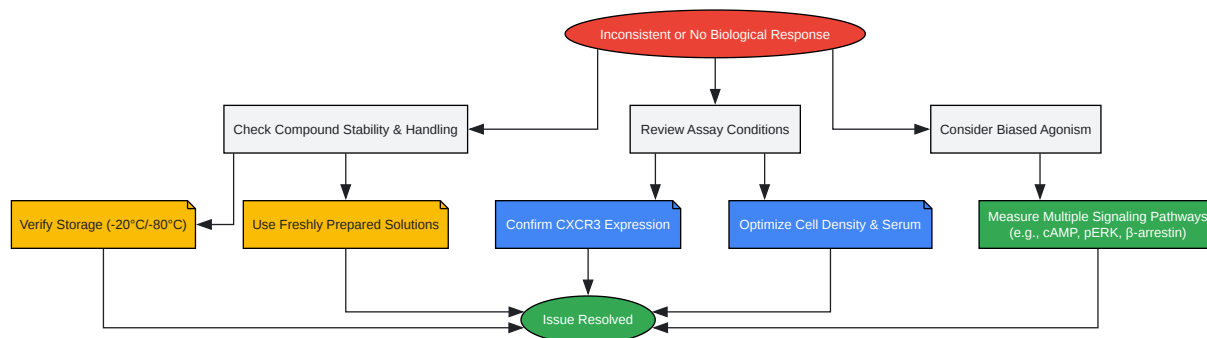 Inconsistent or No Biological Response
Check Compound Stability & Handling
Review Assay Conditions
Consider Biased Agonism
Verify Storage (-20°C/-80°C)
Use Freshly Prepared Solutions
Confirm CXCR3 Expression
Optimize Cell Density & Serum
Measure Multiple Signaling Pathways
(e.g., cAMP, pERK, β-arrestin)
Issue Resolved